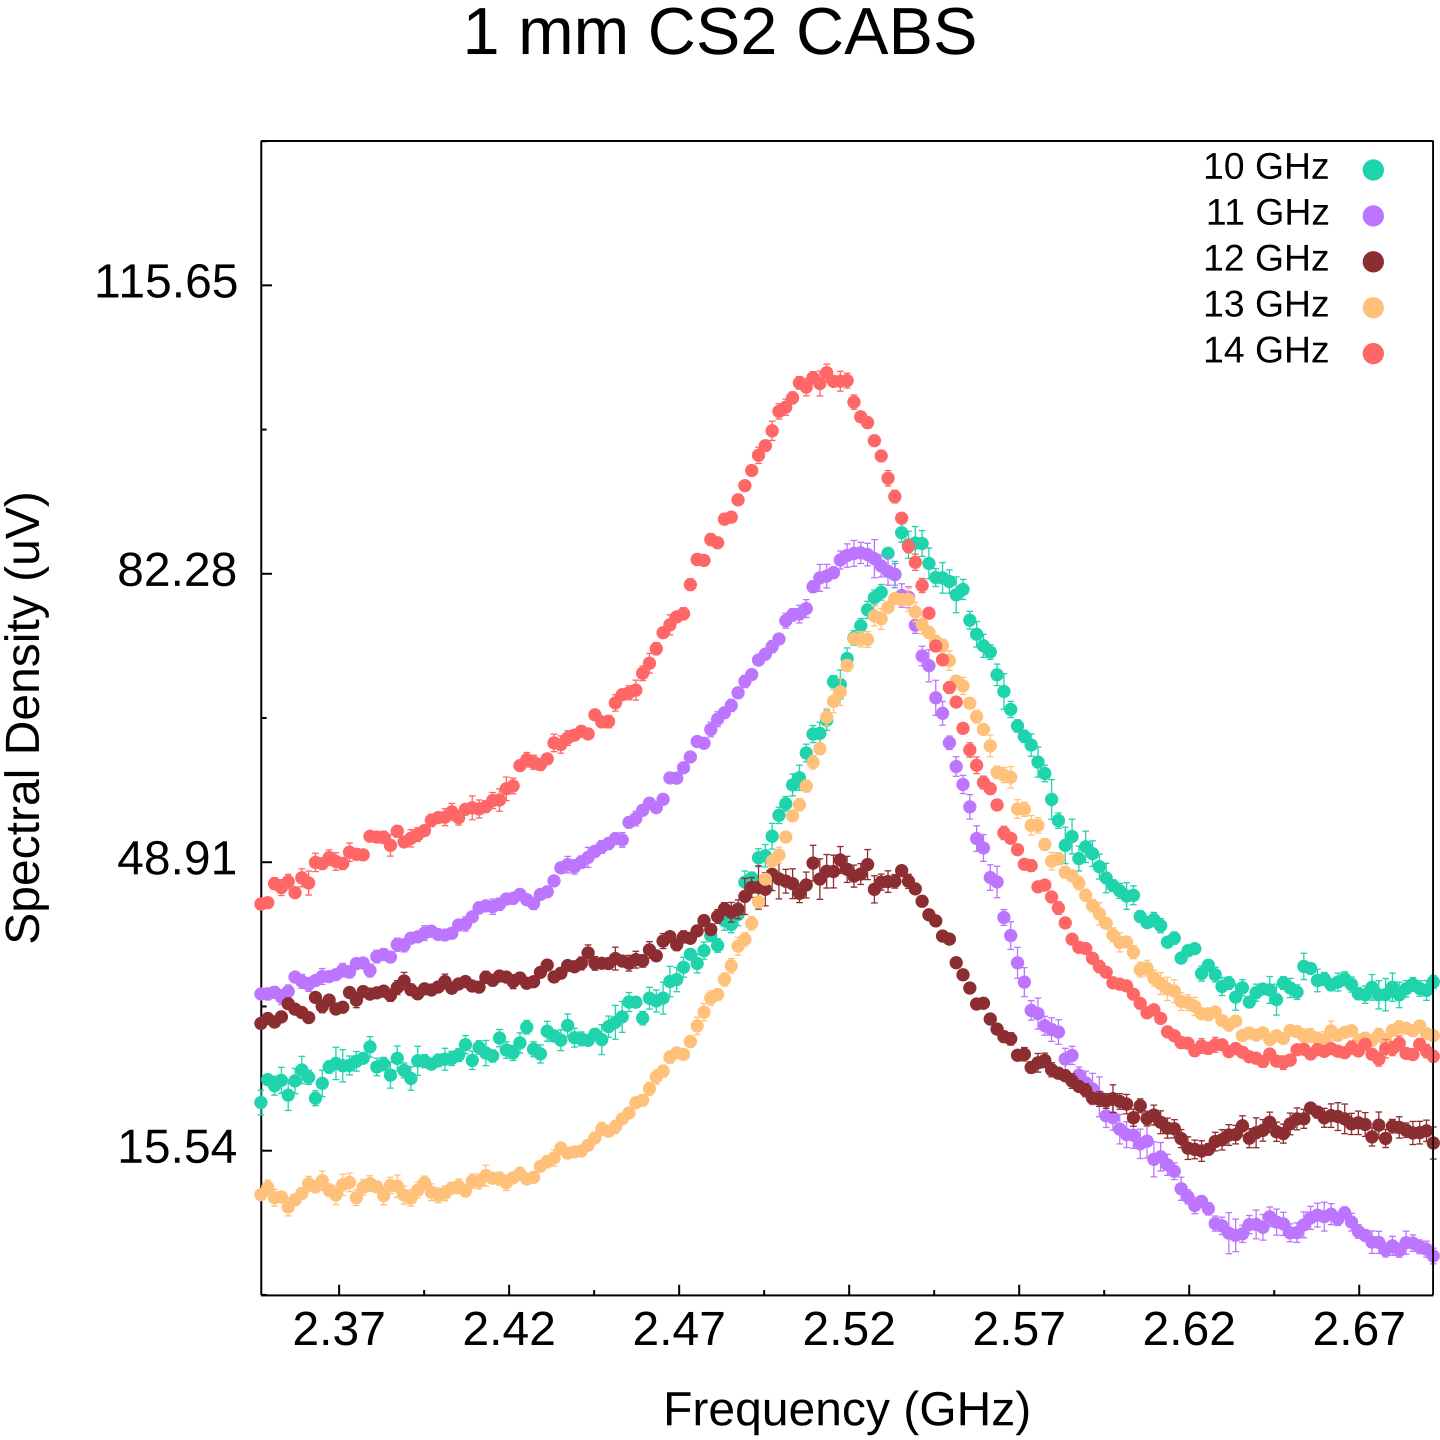 1 mm CS2 CABS
10 GHz
11 GHz
12 GHz
13 GHz
14 GHz
115.65
82.28
48.91
15.54
Spectral Density (uV)
2.37 2.42 2.47 2.52 2.57 2.62 2.67
Frequency (GHz)